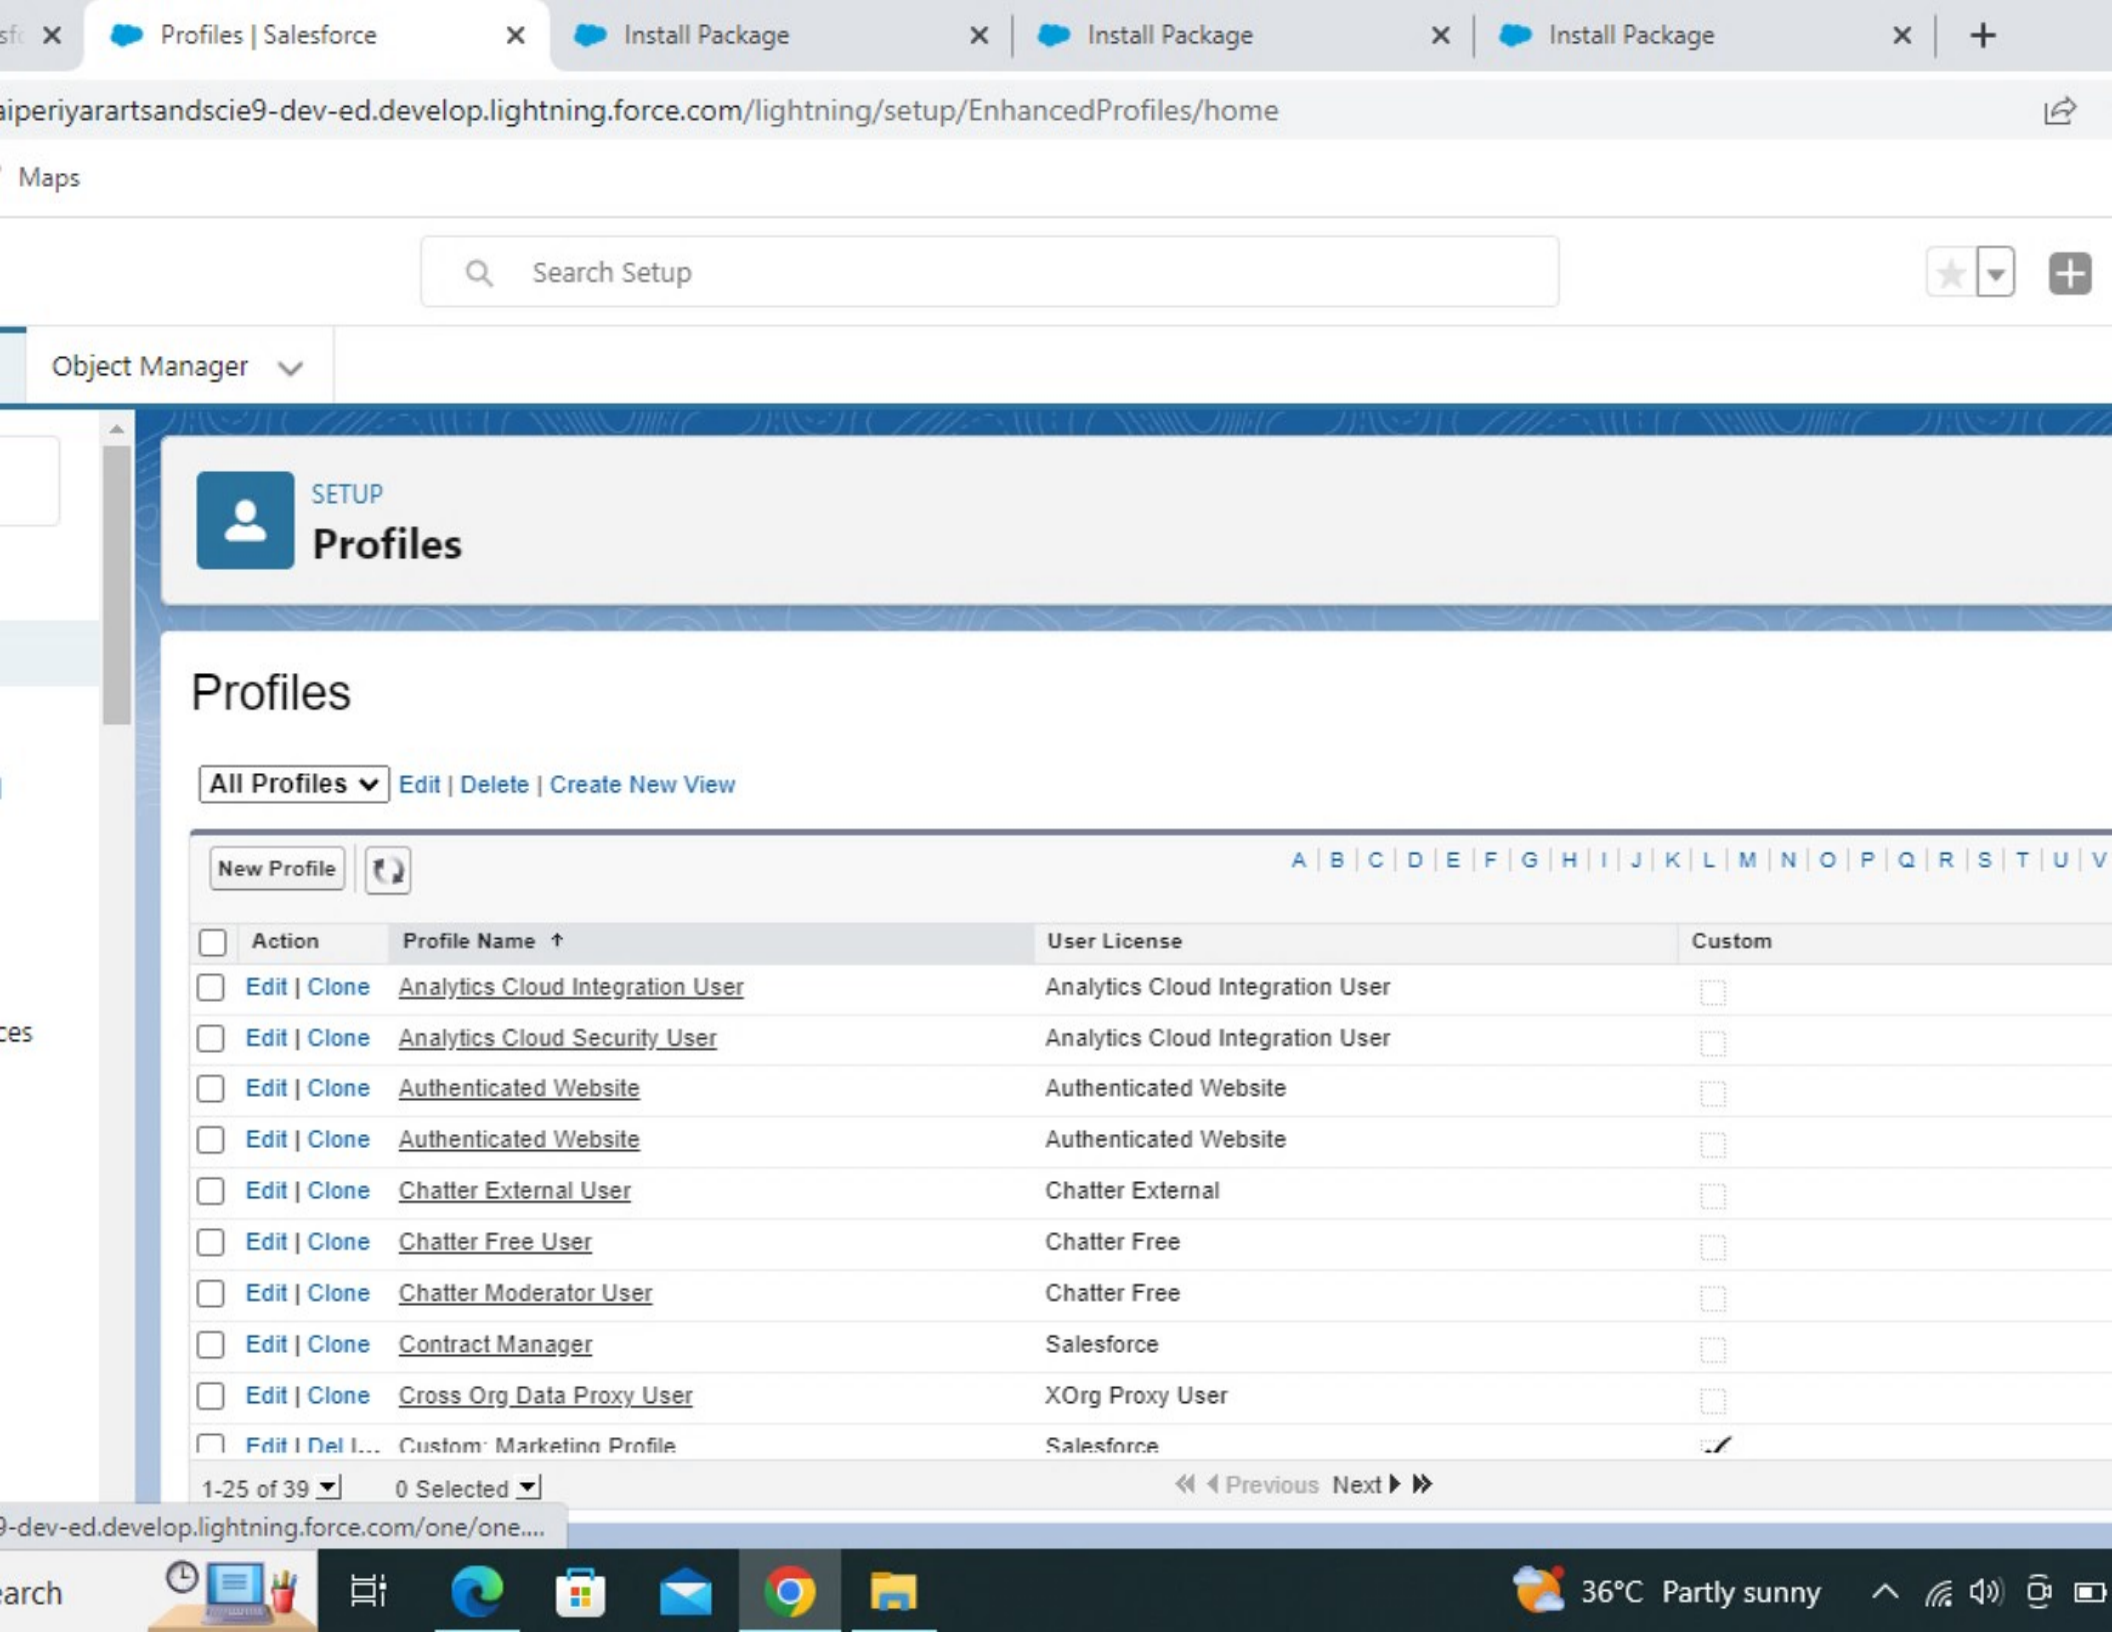 Profiles | Salesforce
Install Package
Install Package
Install Package
aiperiyarartsandscie9-dev-ed.develop.lightning.force.com/lightning/setup/EnhancedProfiles/home
Maps
Search Setup
Object Manager
SETUP
Profiles
Profiles
All Profiles Edit | Delete | Create New View
New Profile A | B | C | D | E | F | G | H | I | J | K | L | M | N | O | P | Q | R | S | T | U | V
Action Profile Name ↑ User License Custom
Edit | Clone Analytics Cloud Integration User Analytics Cloud Integration User
Edit | Clone Analytics Cloud Security User Analytics Cloud Integration User
ces
Edit | Clone Authenticated Website Authenticated Website
Edit | Clone Authenticated Website Authenticated Website
Edit | Clone Chatter External User Chatter External
Edit | Clone Chatter Free User Chatter Free
Edit | Clone Chatter Moderator User Chatter Free
Edit | Clone Contract Manager Salesforce
Edit | Clone Cross Org Data Proxy User XOrg Proxy User
Edit | Del |... Custom: Marketing Profile Salesforce
1-25 of 39 0 Selected Previous Next
9-dev-ed.develop.lightning.force.com/one/one....
earch 36°C Partly sunny